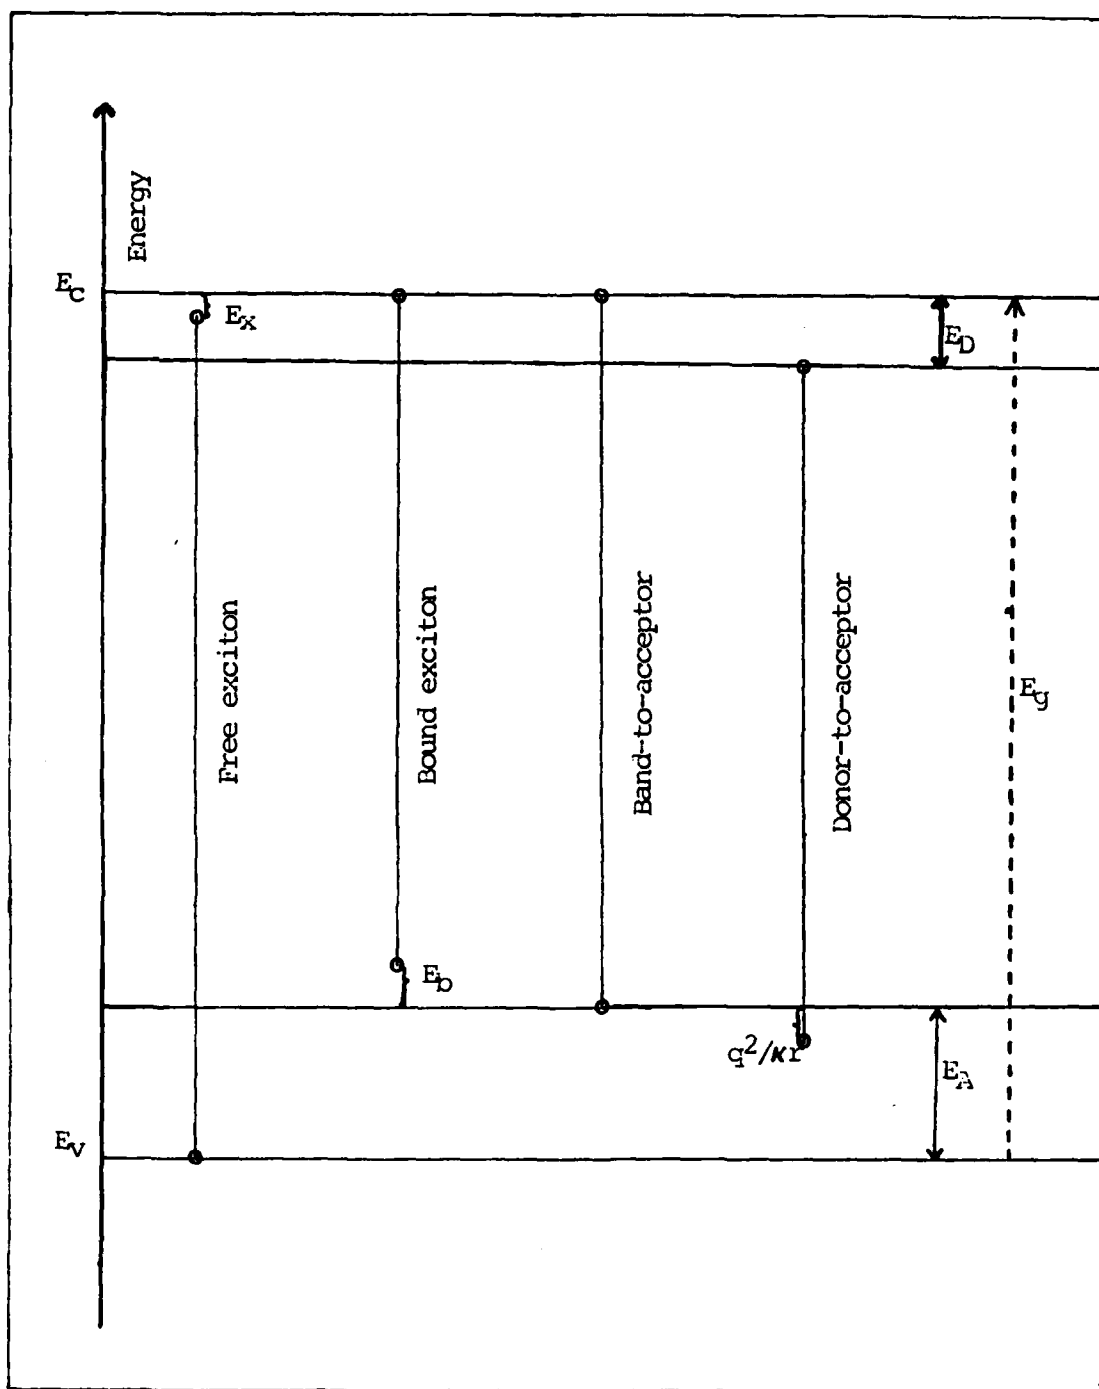 Energy
E_C
E_x
E_D
Free exciton
Bound exciton
Band-to-acceptor
Donor-to-acceptor
E_g
E_b
q²/κr
E_A
E_V